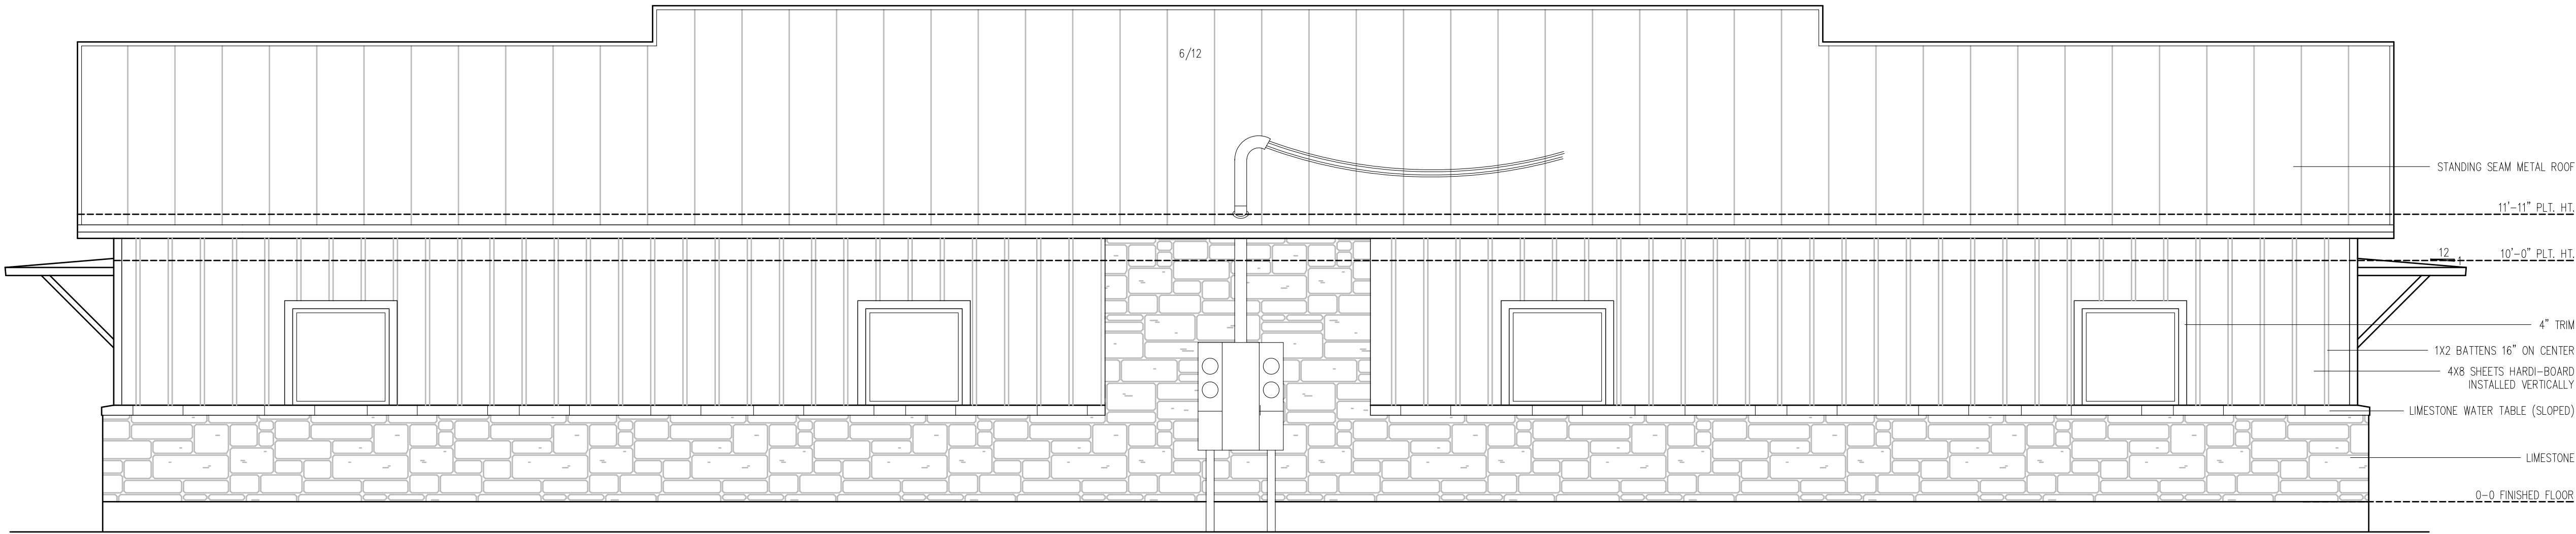 6/12
STANDING SEAM METAL ROOF
11'-11" PLT. HT.
12
1
10'-0" PLT. HT.
4" TRIM
1X2 BATTENS 16" ON CENTER
4X8 SHEETS HARDI-BOARD
INSTALLED VERTICALLY
LIMESTONE WATER TABLE (SLOPED)
LIMESTONE
0-0 FINISHED FLOOR